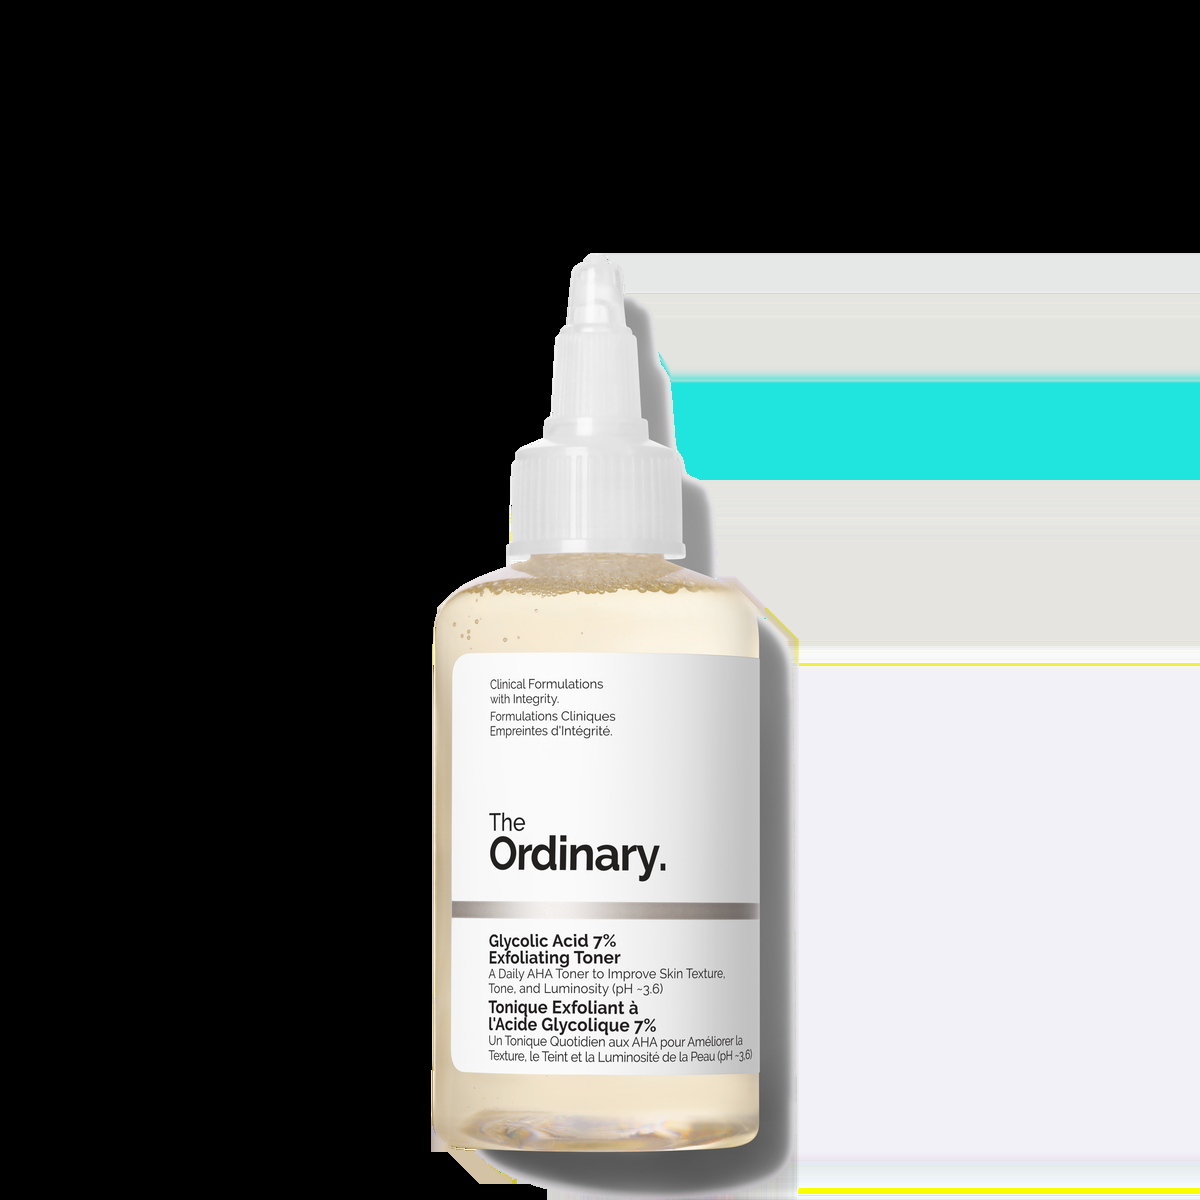 Clinical Formulations
with Integrity.
Formulations Cliniques
Empreintes d'Intégrité.
The
Ordinary.
Glycolic Acid 7%
Exfoliating Toner
A Daily AHA Toner to Improve Skin Texture,
Tone, and Luminosity (pH ~3.6)
Tonique Exfoliant à
l'Acide Glycolique 7%
Un Tonique Quotidien aux AHA pour Améliorer la
Texture, le Teint et la Luminosité de la Peau (pH ~3,6)